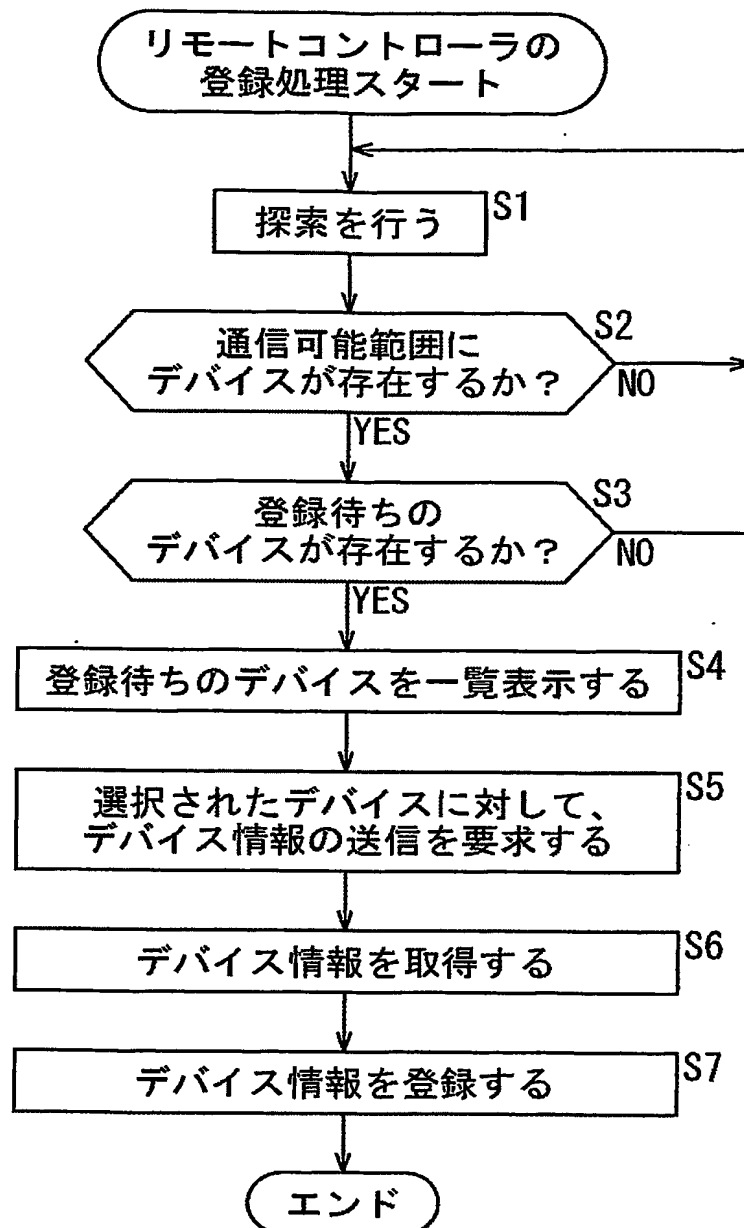 リモートコントローラの
登録処理スタート
探索を行う
S1
通信可能範囲に
デバイスが存在するか？
S2
NO
YES
登録待ちの
デバイスが存在するか？
S3
NO
YES
登録待ちのデバイスを一覧表示する
S4
選択されたデバイスに対して、
デバイス情報の送信を要求する
S5
デバイス情報を取得する
S6
デバイス情報を登録する
S7
エンド